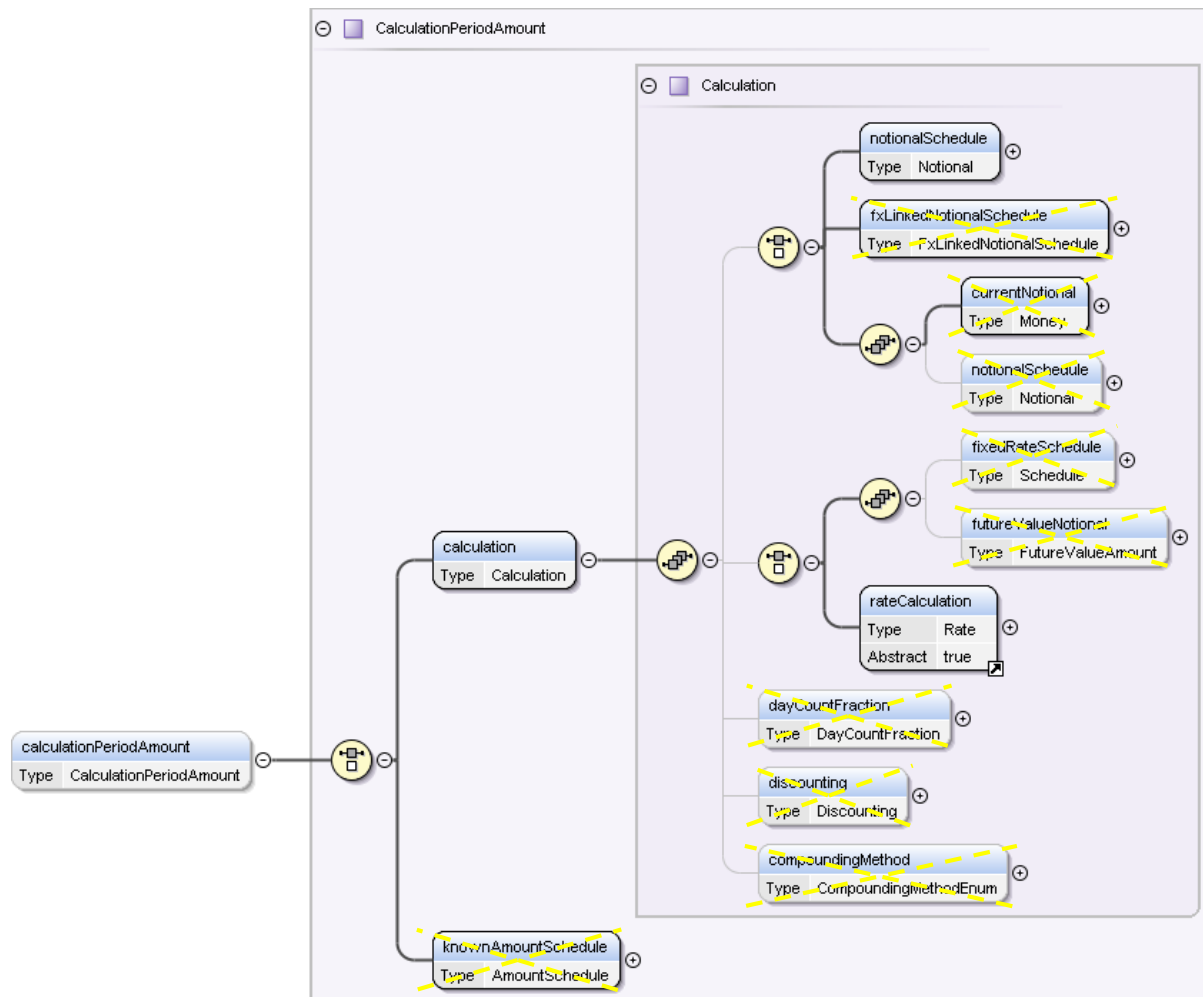 CalculationPeriodAmount
Calculation
notionalSchedule
Type Notional
fxLinkedNotionalSchedule
Type FxLinkedNotionalSchedule
currentNotional
Type Money
notionalSchedule
Type Notional
fixedRateSchedule
Type Schedule
futureValueNotional
Type FutureValueAmount
calculation
Type Calculation
rateCalculation
Type Rate
Abstract true
dayCountFraction
Type DayCountFraction
calculationPeriodAmount
Type CalculationPeriodAmount
discounting
Type Discounting
compoundingMethod
Type CompoundingMethodEnum
knownAmountSchedule
Type AmountSchedule